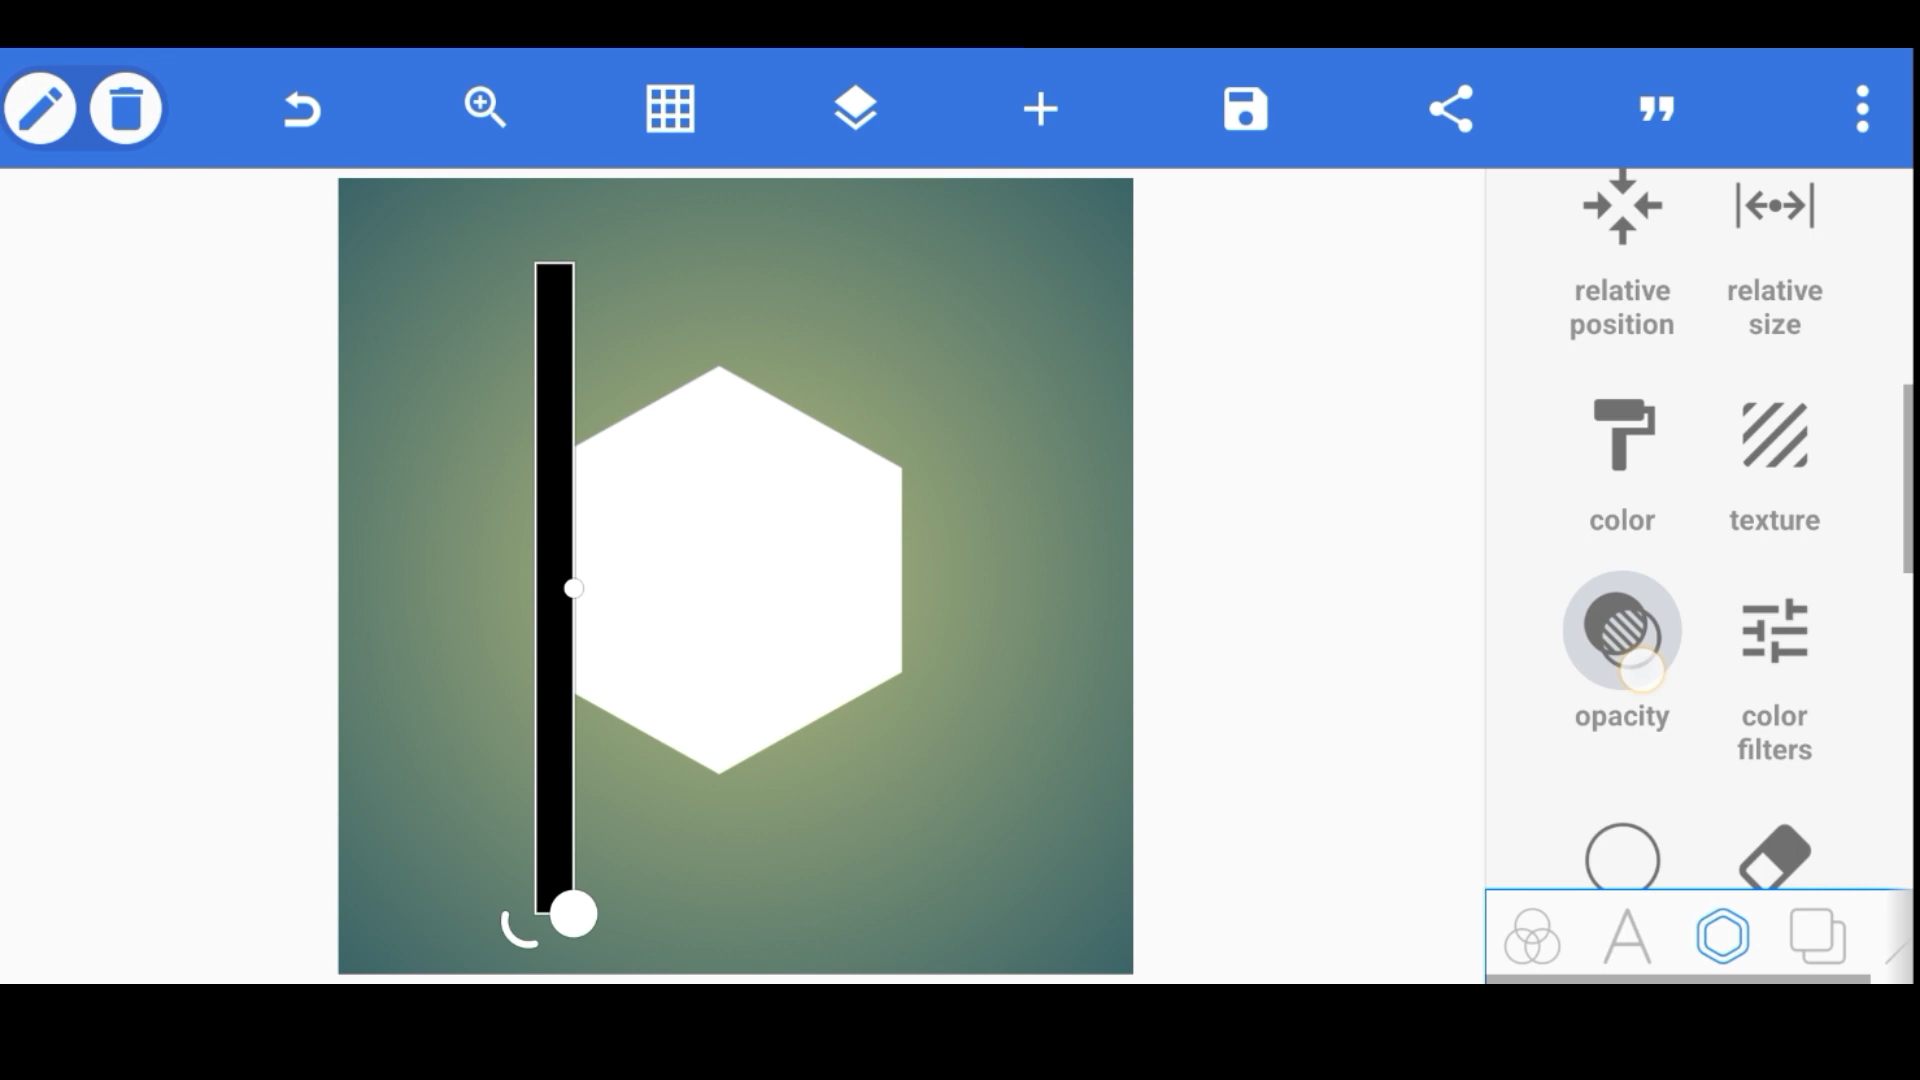 relative
position
relative
size
color
texture
opacity
color
filters